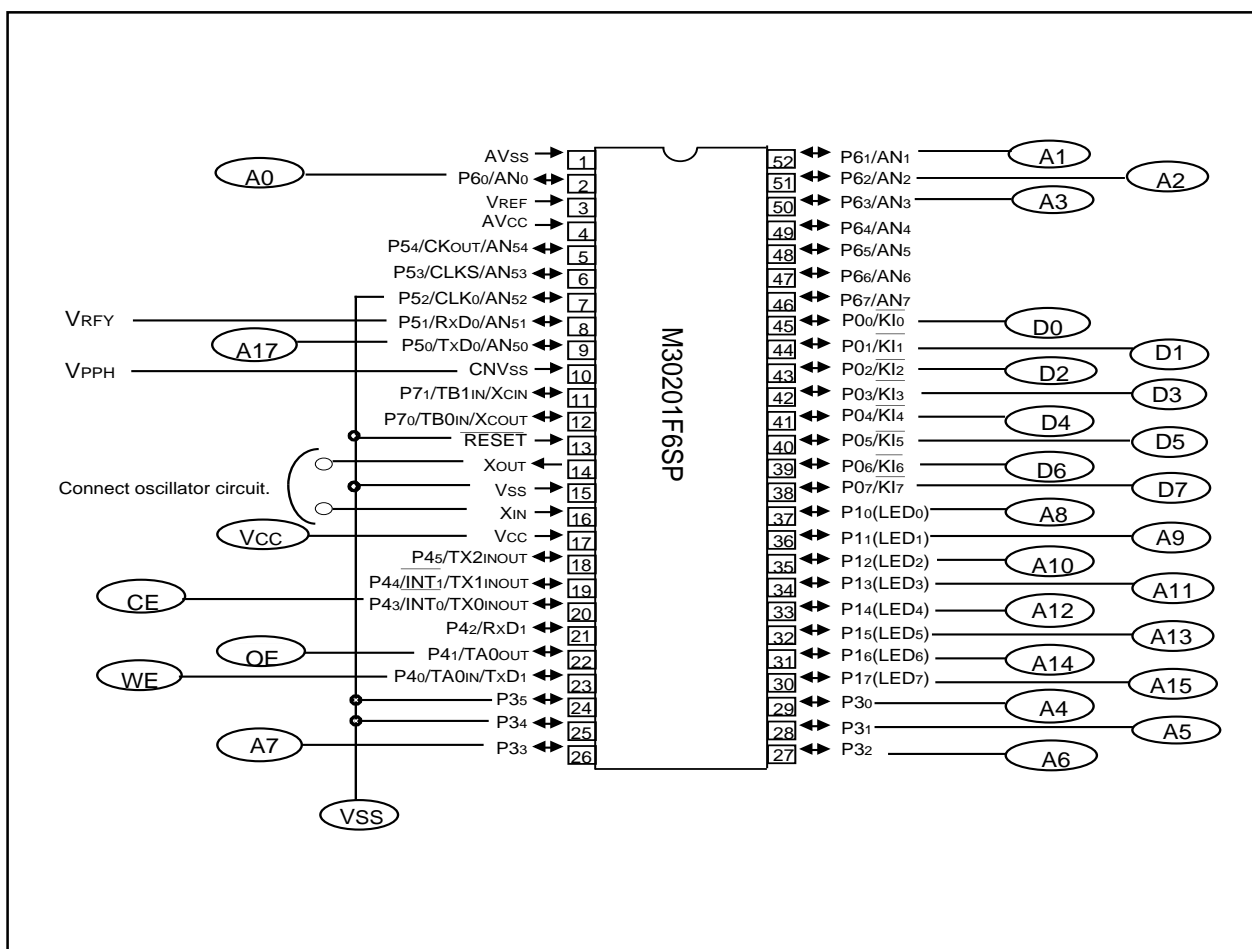 AVSS 1
A0 P60/AN0 2
VREF 3
AVCC 4
P54/CKOUT/AN54 5
P53/CLKS/AN53 6
P52/CLK0/AN52 7
VRFY P51/RXD0/AN51 8
A17 P50/TXD0/AN50 9
VPPH CNVSS 10
P71/TB1IN/XCIN 11
P70/TB0IN/XCOUT 12
RESET 13
XOUT 14
Connect oscillator circuit.
VSS 15
XIN 16
VCC VCC 17
P45/TX2INOUT 18
P44/INT1/TX1INOUT 19
CE P43/INT0/TX0INOUT 20
P42/RXD1 21
OE P41/TA0OUT 22
WE P40/TA0IN/TXD1 23
P35 24
P34 25
A7 P33 26
VSS
M30201F6SP
52 P61/AN1 A1
51 P62/AN2 A2
50 P63/AN3 A3
49 P64/AN4
48 P65/AN5
47 P66/AN6
46 P67/AN7
45 P00/KI0 D0
44 P01/KI1 D1
43 P02/KI2 D2
42 P03/KI3 D3
41 P04/KI4 D4
40 P05/KI5 D5
39 P06/KI6 D6
38 P07/KI7 D7
37 P10(LED0) A8
36 P11(LED1) A9
35 P12(LED2) A10
34 P13(LED3) A11
33 P14(LED4) A12
32 P15(LED5) A13
31 P16(LED6) A14
30 P17(LED7) A15
29 P30 A4
28 P31 A5
27 P32 A6